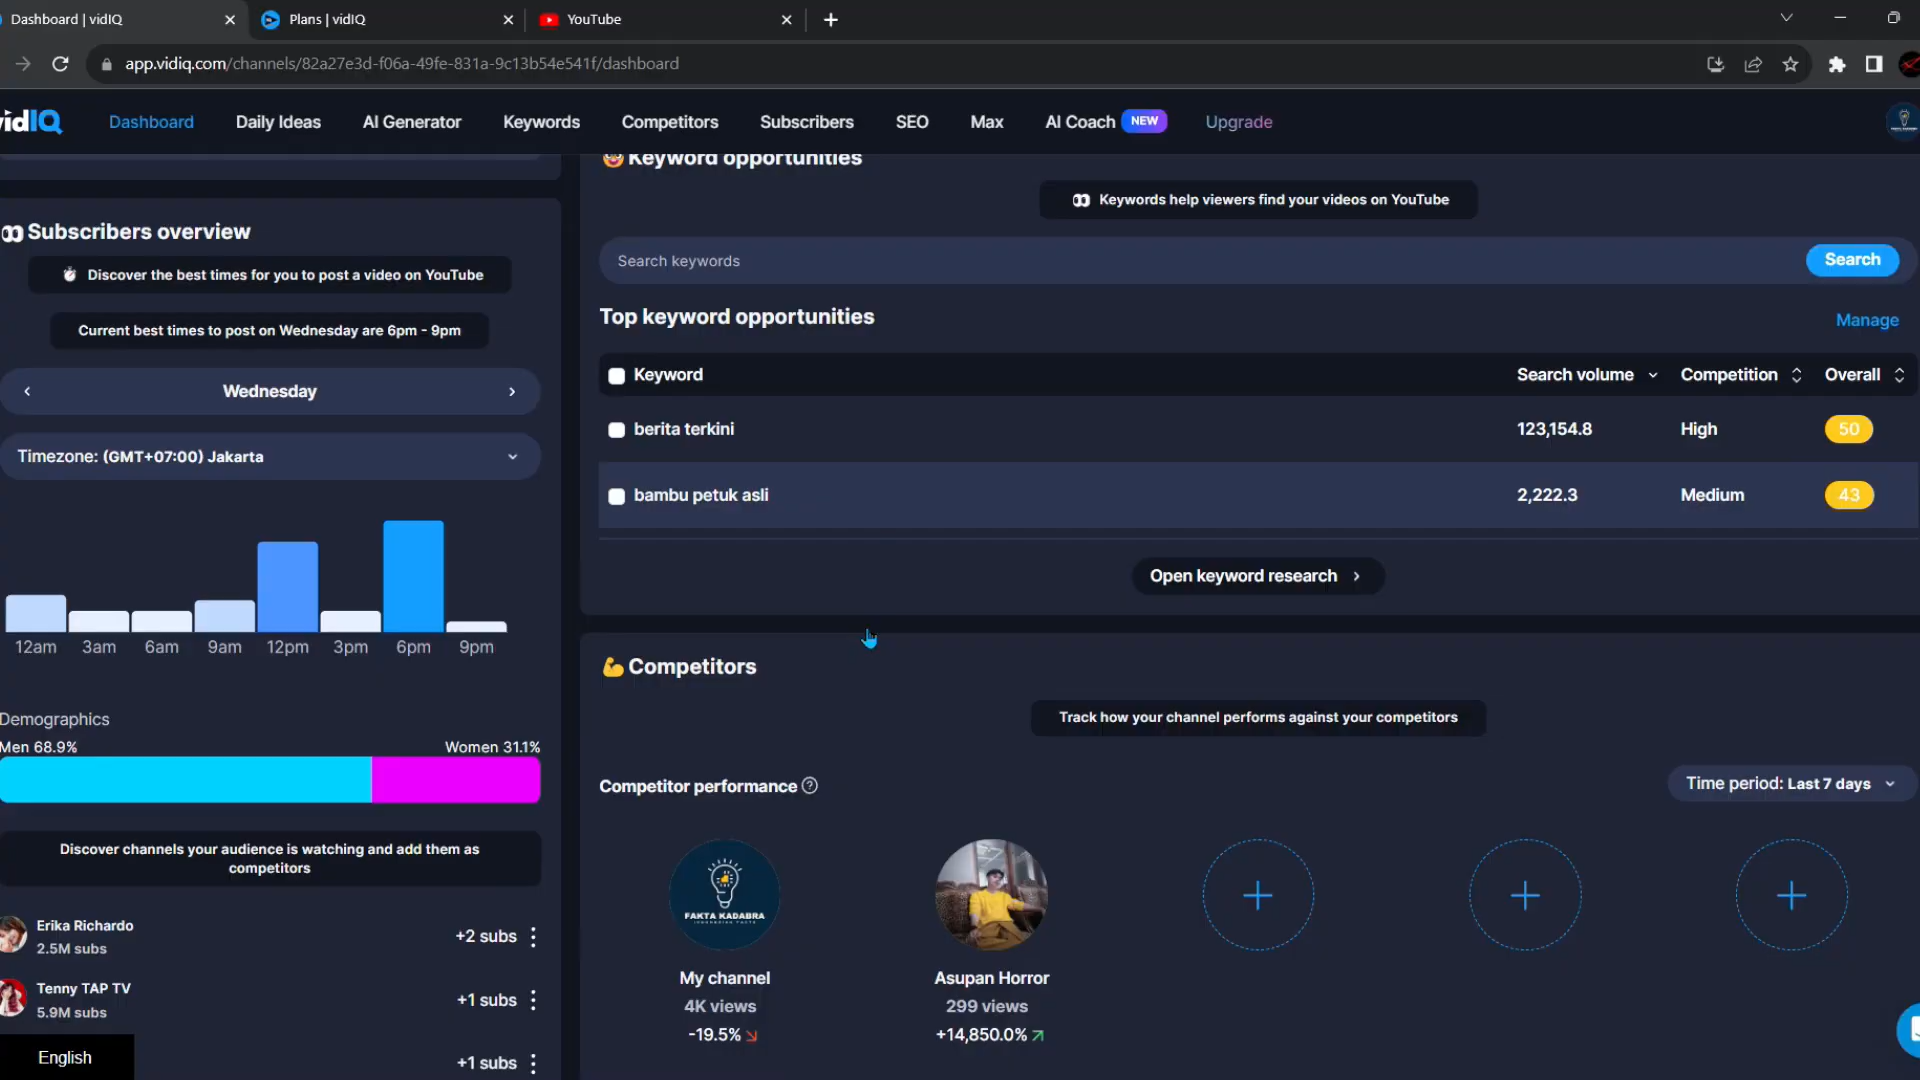 Dashboard | vidIQ
Plans | vidIQ
YouTube
app.vidiq.com/channels/82a27e3d-f06a-49fe-831a-9c13b54e541f/dashboard
vidIQ
Dashboard
Daily Ideas
AI Generator
Keywords
Competitors
Subscribers
SEO
Max
AI Coach NEW
Upgrade
Subscribers overview
Discover the best times for you to post a video on YouTube
Current best times to post on Wednesday are 6pm - 9pm
Wednesday
Timezone: (GMT+07:00) Jakarta
12am 3am 6am 9am 12pm 3pm 6pm 9pm
Demographics
Men 68.9% Women 31.1%
Discover channels your audience is watching and add them as
competitors
Erika Richardo
2.5M subs
+2 subs
Tenny TAP TV
5.9M subs
+1 subs
+1 subs
English
Keyword opportunities
Keywords help viewers find your videos on YouTube
Search keywords
Search
Top keyword opportunities
Manage
Keyword Search volume Competition Overall
berita terkini 123,154.8 High 50
bambu petuk asli 2,222.3 Medium 43
Open keyword research
Competitors
Track how your channel performs against your competitors
Competitor performance
Time period: Last 7 days
FAKTA KADABRA
My channel
4K views
-19.5%
Asupan Horror
299 views
+14,850.0%